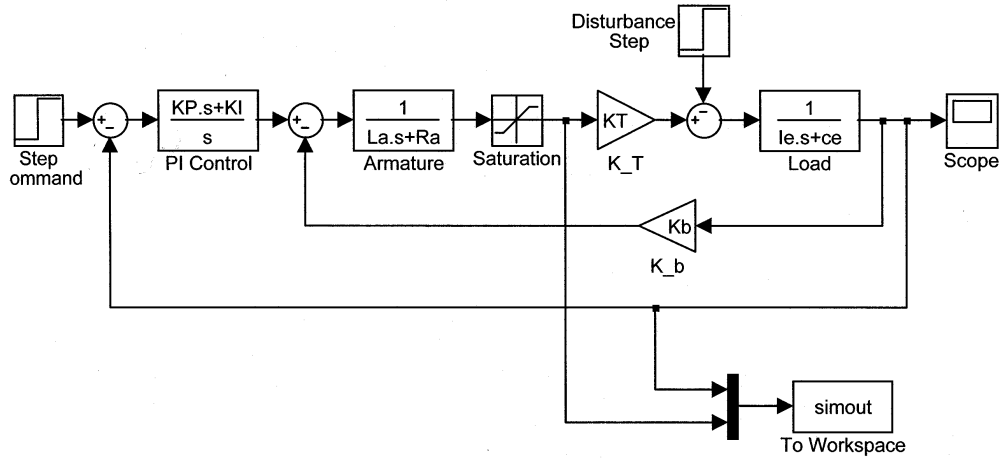 Disturbance
Step
KP.s+KI
s
1
La.s+Ra
KT
1
Ie.s+ce
Step
ommand
PI Control
Armature
Saturation
K_T
Load
Scope
Kb
K_b
simout
To Workspace